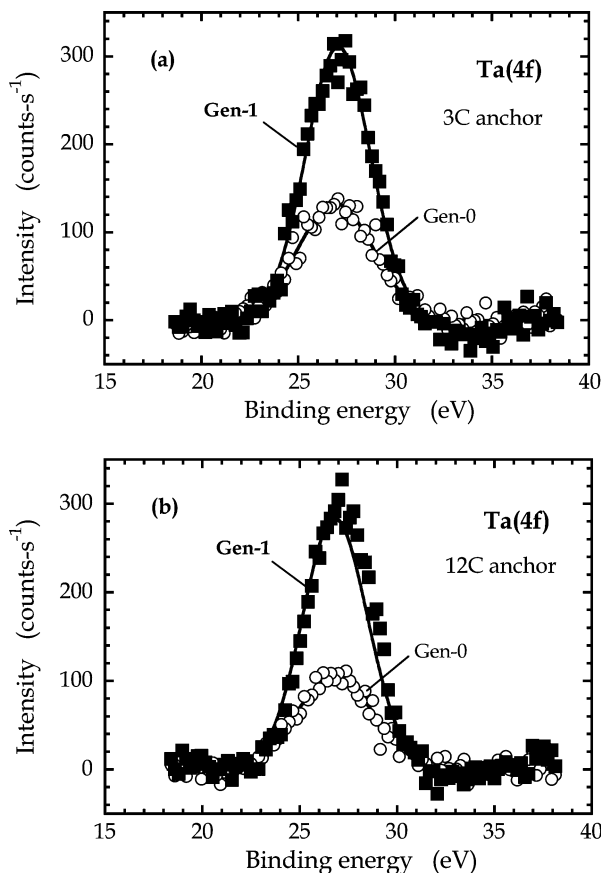 (a)
Ta(4f)
3C anchor
Gen-1
Gen-0
300
200
100
0
Intensity (counts-s⁻¹)
15 20 25 30 35 40
Binding energy (eV)
(b)
Ta(4f)
12C anchor
Gen-1
Gen-0
300
200
100
0
Intensity (counts-s⁻¹)
15 20 25 30 35 40
Binding energy (eV)